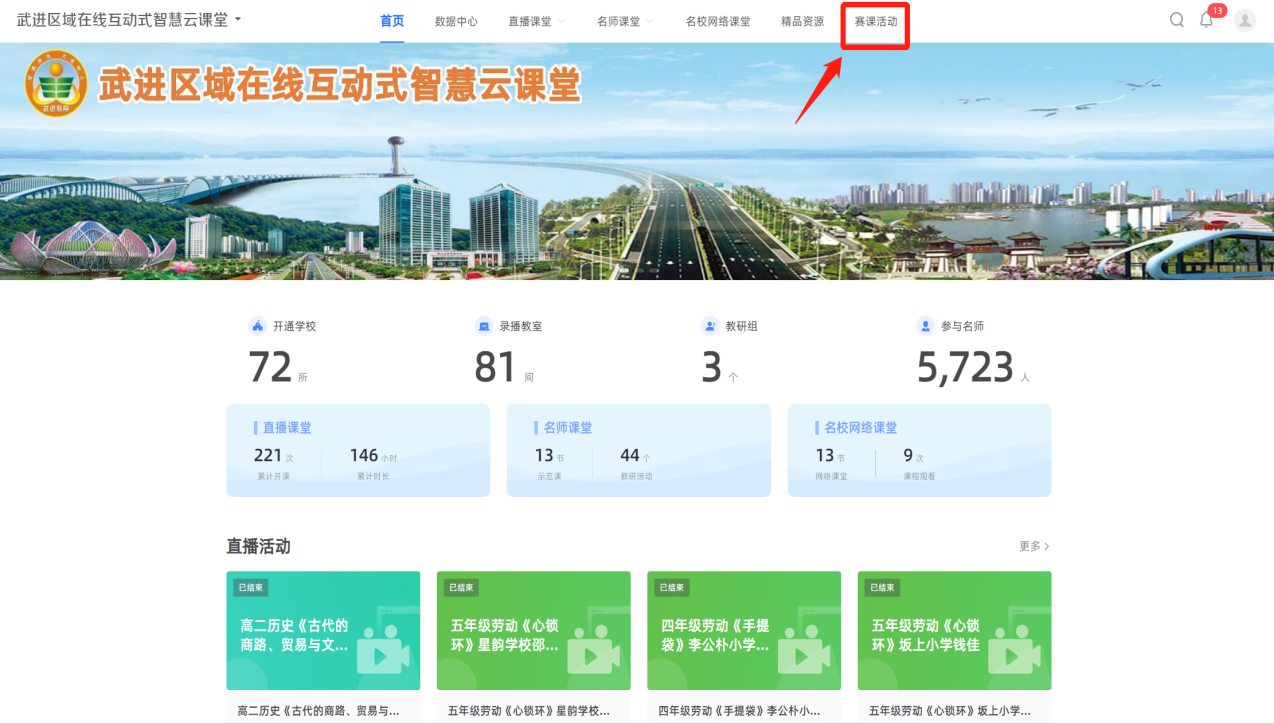 武进区域在线互动式智慧云课堂
首页
数据中心
直播课堂
名师课堂
名校网络课堂
精品资源
赛课活动
13
武进区域在线互动式智慧云课堂
武进教育
开通学校
录播教室
教研组
参与名师
72 所
81 间
3 个
5,723 人
直播课堂
221 次
146 小时
累计开课
累计时长
名师课堂
13 节
44 个
示范课
教研活动
名校网络课堂
13 节
9 次
网络课堂
课程观看
直播活动
更多
已结束
高二历史《古代的
商路、贸易与文...
高二历史《古代的商路、贸易与...
已结束
五年级劳动《心锁
环》星韵学校邵...
五年级劳动《心锁环》星韵学校...
已结束
四年级劳动《手提
袋》李公朴小学...
四年级劳动《手提袋》李公朴小...
已结束
五年级劳动《心锁
环》坂上小学钱佳
五年级劳动《心锁环》坂上小学...